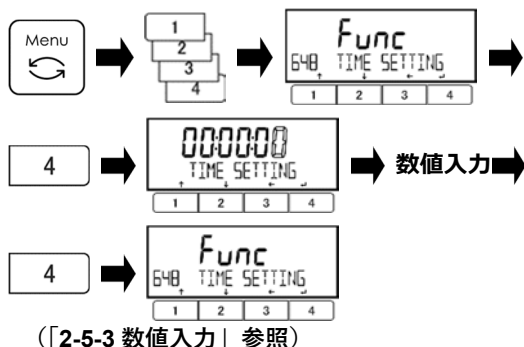 Menu
1
2
3
4
Func
648 TIME SETTING
↑ ↓ ← ↵
1 2 3 4
4
00:00:00
TIME SETTING
↑ ↓ ← ↵
1 2 3 4
数値入力
4
Func
648 TIME SETTING
↑ ↓ ← ↵
1 2 3 4
(「2-5-3 数値入力」参照)